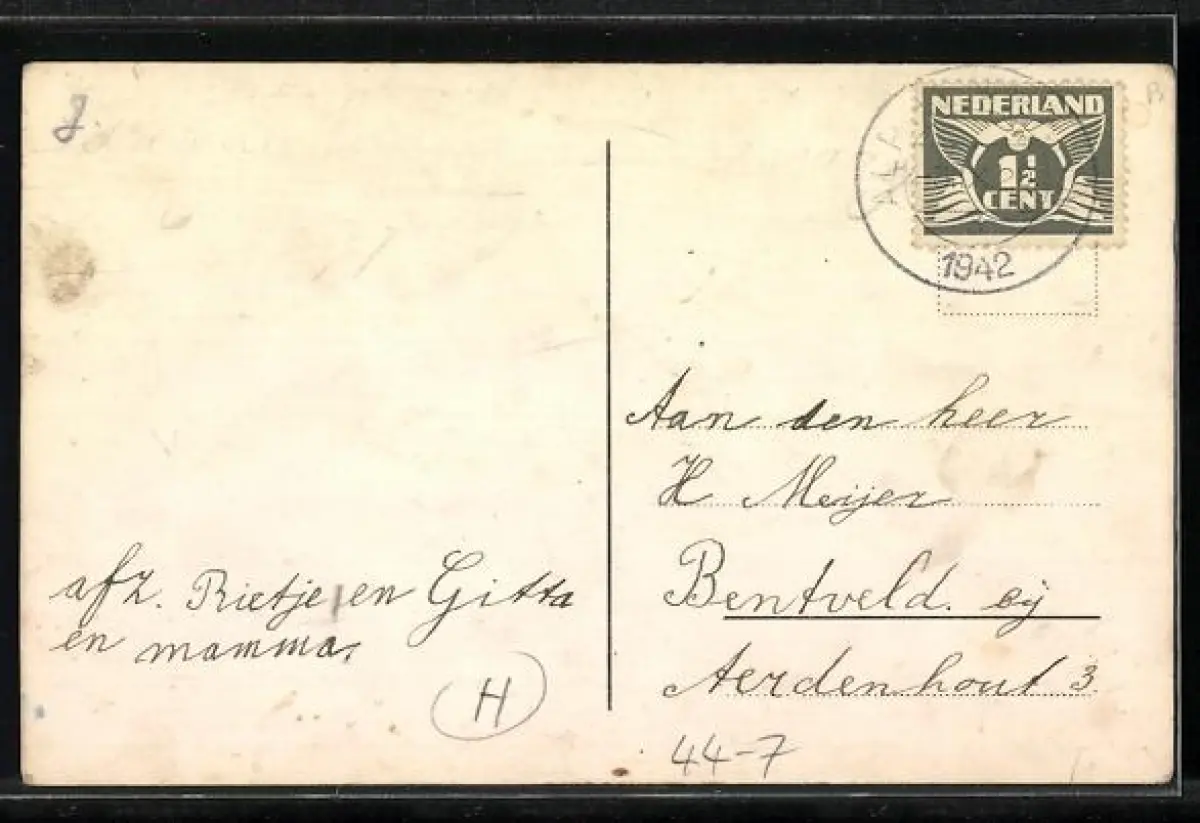 NEDERLAND
1½
CENT
1942
Aan den heer
H Meijer
Bentveld. bij
Aerdenhout 3.
afz. Rietje en Gitta
en mamma.
H
44-7